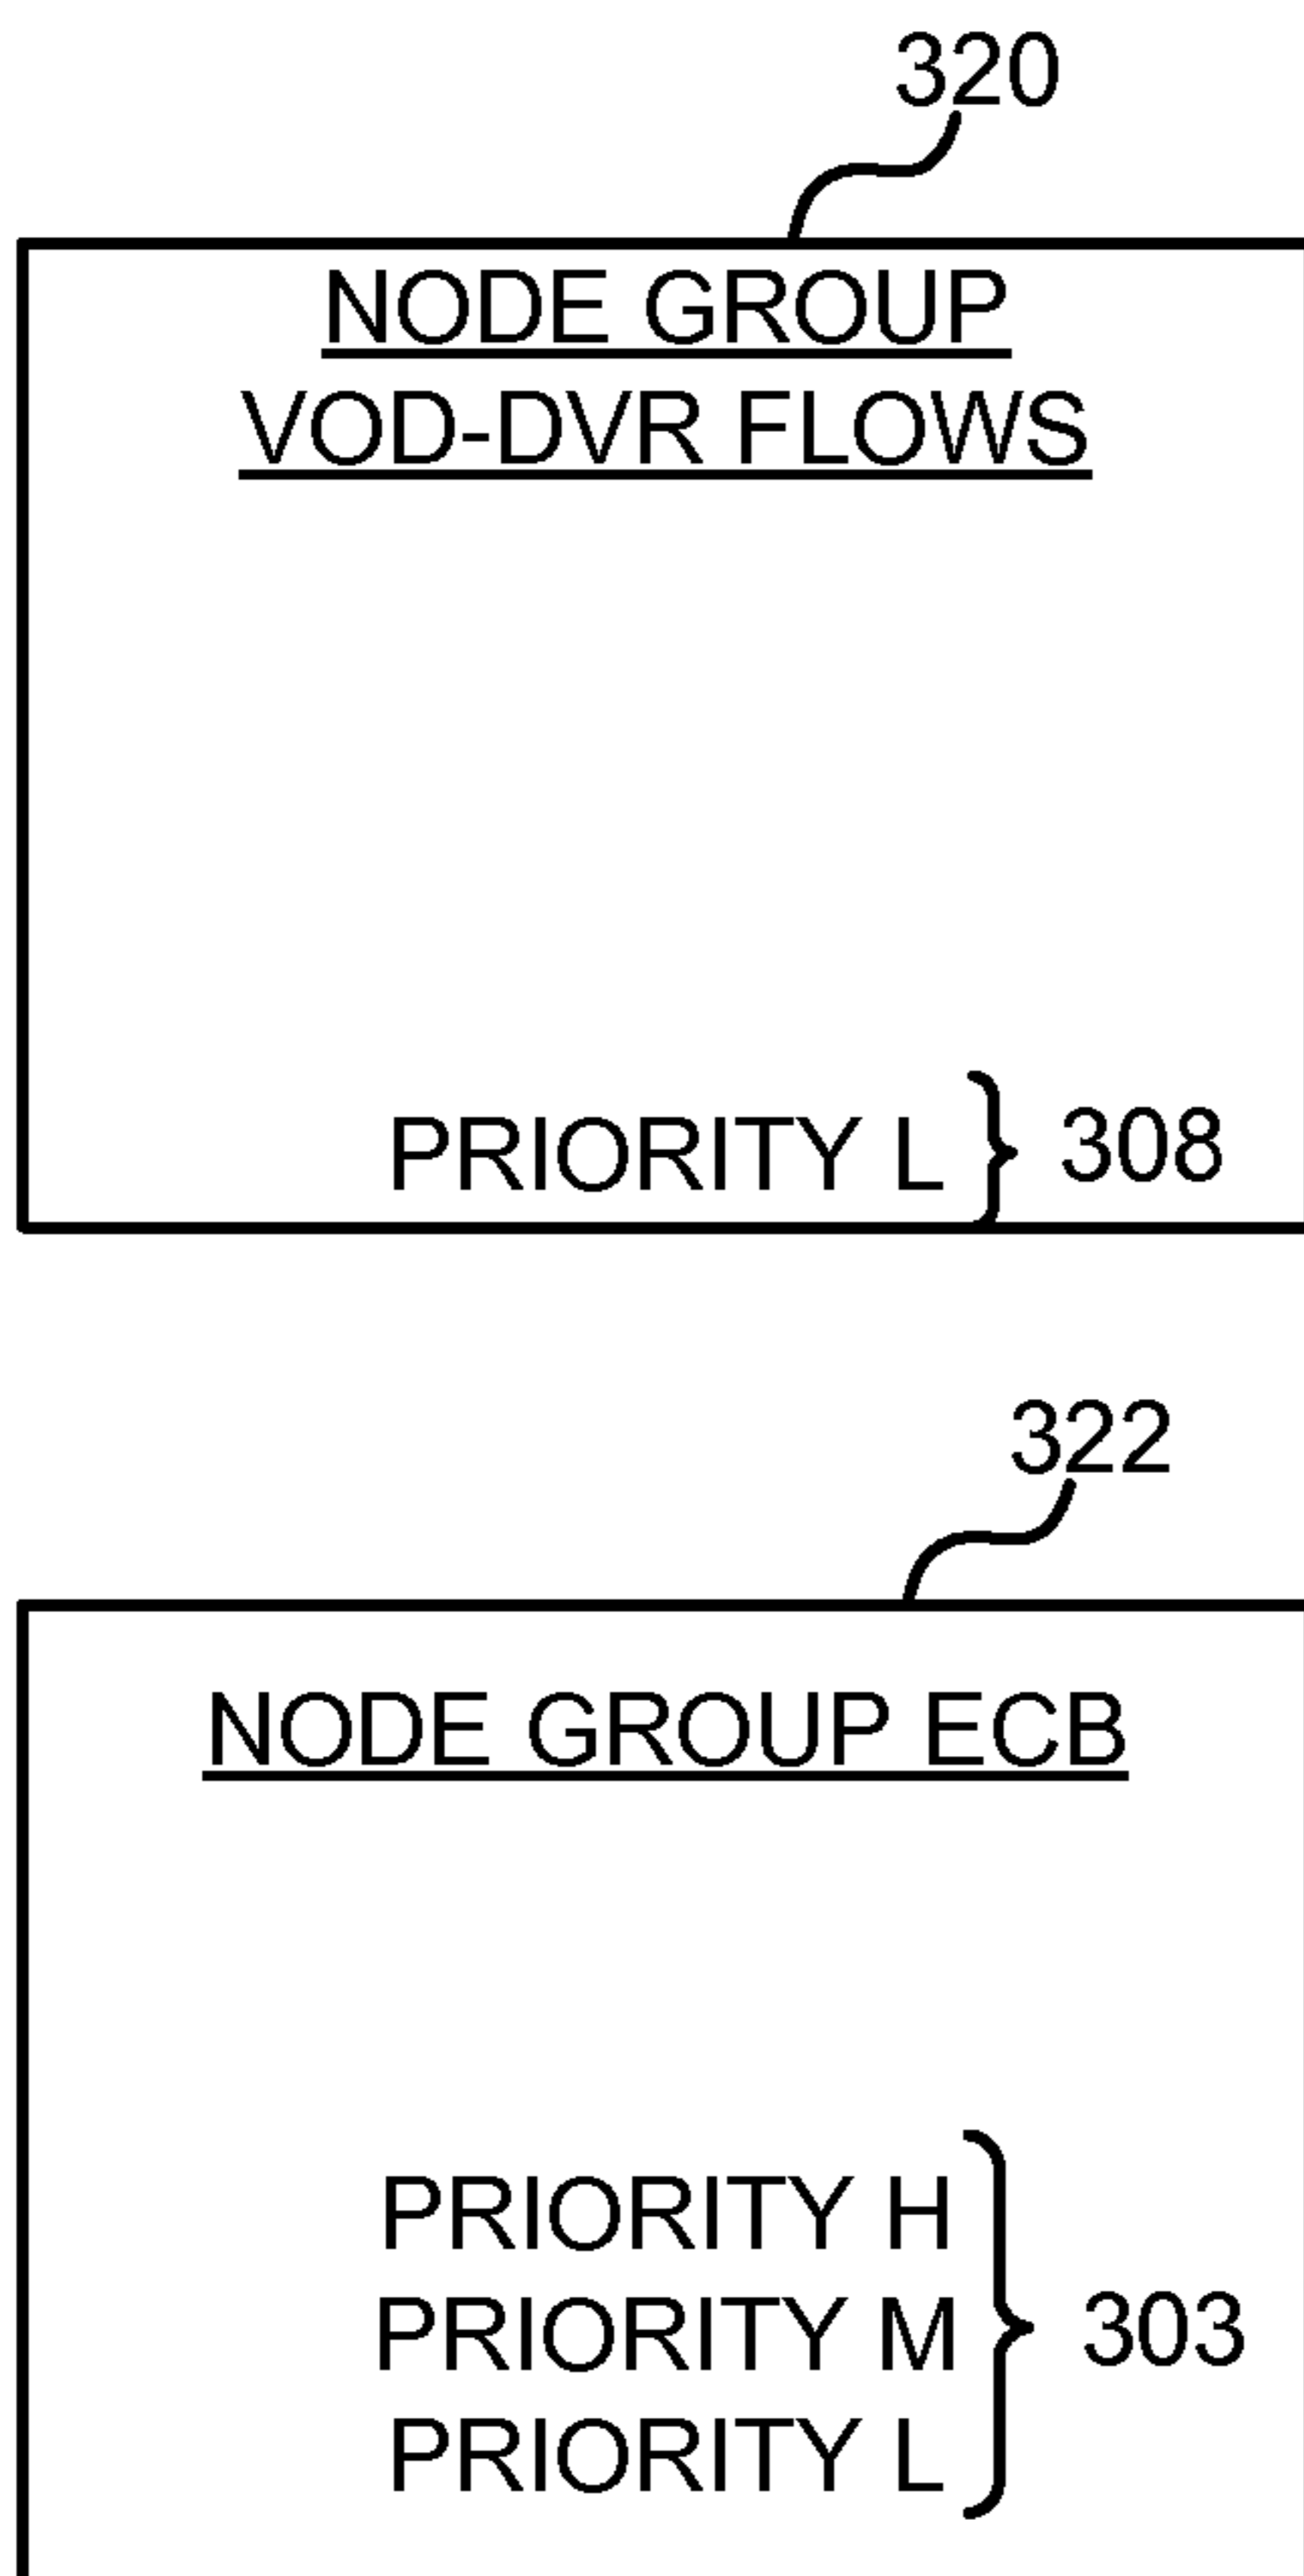 320
NODE GROUP
VOD-DVR FLOWS
PRIORITY L 308
322
NODE GROUP ECB
PRIORITY H
PRIORITY M 303
PRIORITY L